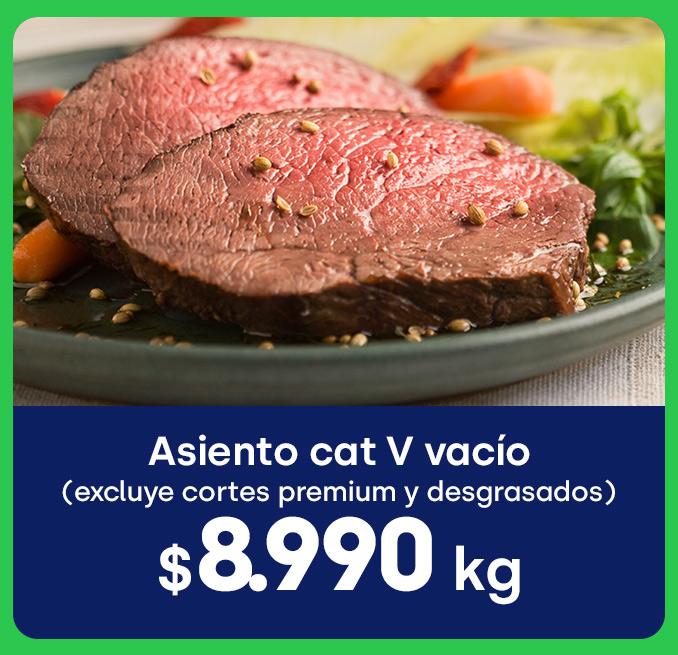 Asiento cat V vacío
(excluye cortes premium y desgrasados)
$8.990 kg